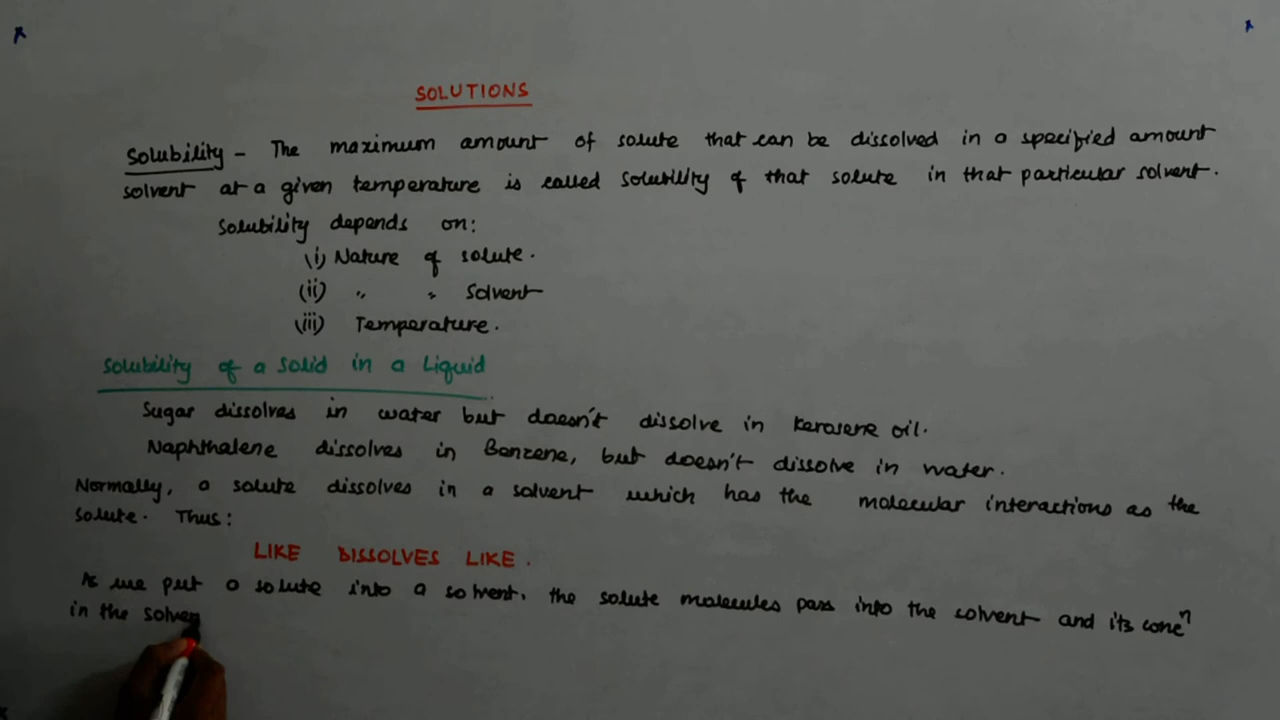 SOLUTIONS
Solubility - The maximum amount of solute that can be dissolved in a specified amount
solvent at a given temperature is called solubility of that solute in that particular solvent.
Solubility depends on:
(i) Nature of solute.
(ii) " " Solvent
(iii) Temperature.
Solubility of a Solid in a Liquid
Sugar dissolves in water but doesn't dissolve in kerosene oil.
Naphthalene dissolves in Benzene, but doesn't dissolve in water.
Normally, a solute dissolves in a solvent which has the molecular interactions as the
solute. Thus:
LIKE DISSOLVES LIKE.
As we put a solute into a solvent, the solute molecules pass into the solvent and its concⁿ
in the solven